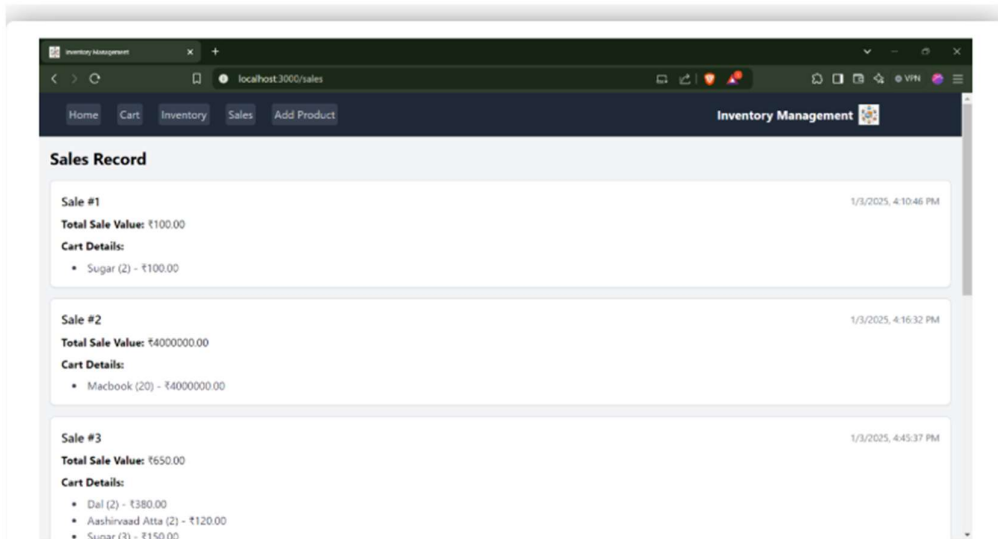 Inventory Management
localhost:3000/sales
VPN
Home Cart Inventory Sales Add Product
Inventory Management
Sales Record
Sale #1
1/3/2025, 4:10:46 PM
Total Sale Value: ₹100.00
Cart Details:
• Sugar (2) - ₹100.00
Sale #2
1/3/2025, 4:16:32 PM
Total Sale Value: ₹4000000.00
Cart Details:
• Macbook (20) - ₹4000000.00
Sale #3
1/3/2025, 4:45:37 PM
Total Sale Value: ₹650.00
Cart Details:
• Dal (2) - ₹380.00
• Aashirvaad Atta (2) - ₹120.00
• Sugar (3) - ₹150.00